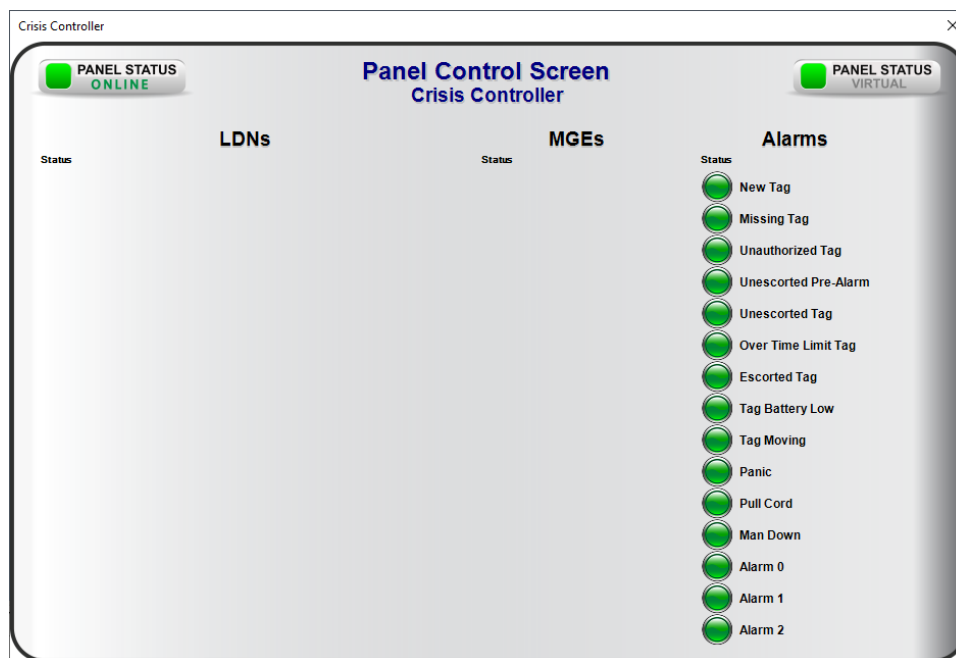 Crisis Controller
PANEL STATUS
ONLINE
Panel Control Screen
Crisis Controller
PANEL STATUS
VIRTUAL
LDNs
MGEs
Alarms
Status
Status
Status
New Tag
Missing Tag
Unauthorized Tag
Unescorted Pre-Alarm
Unescorted Tag
Over Time Limit Tag
Escorted Tag
Tag Battery Low
Tag Moving
Panic
Pull Cord
Man Down
Alarm 0
Alarm 1
Alarm 2